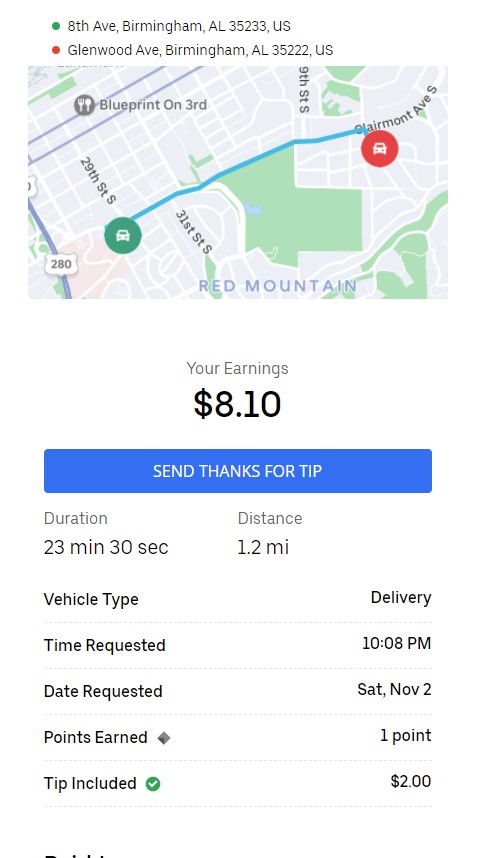 8th Ave, Birmingham, AL 35233, US
Glenwood Ave, Birmingham, AL 35222, US
Blueprint On 3rd
9th St S
Clairmont Ave S
29th St S
31st St S
280
RED MOUNTAIN
Your Earnings
$8.10
SEND THANKS FOR TIP
Duration Distance
23 min 30 sec 1.2 mi
Vehicle Type Delivery
Time Requested 10:08 PM
Date Requested Sat, Nov 2
Points Earned 1 point
Tip Included $2.00